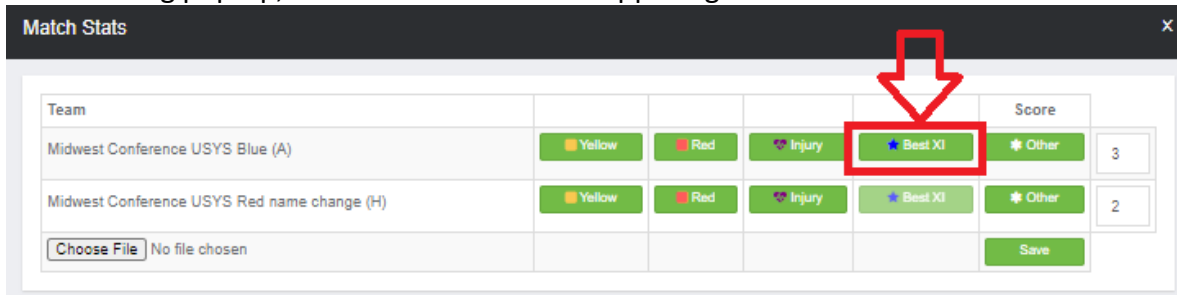 Match Stats x
Team Score
Midwest Conference USYS Blue (A) Yellow Red Injury Best XI Other 3
Midwest Conference USYS Red name change (H) Yellow Red Injury Best XI Other 2
Choose File No file chosen Save